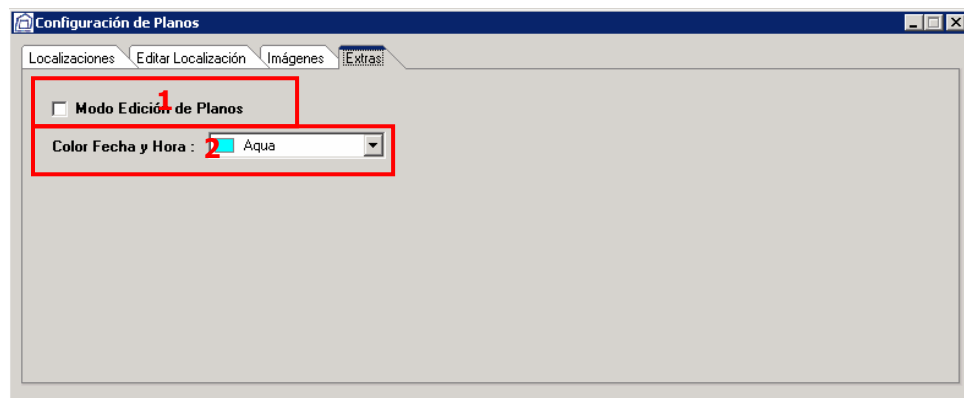 Configuración de Planos
Localizaciones Editar Localización Imágenes Extras
1
Modo Edición de Planos
Color Fecha y Hora : 2 Aqua